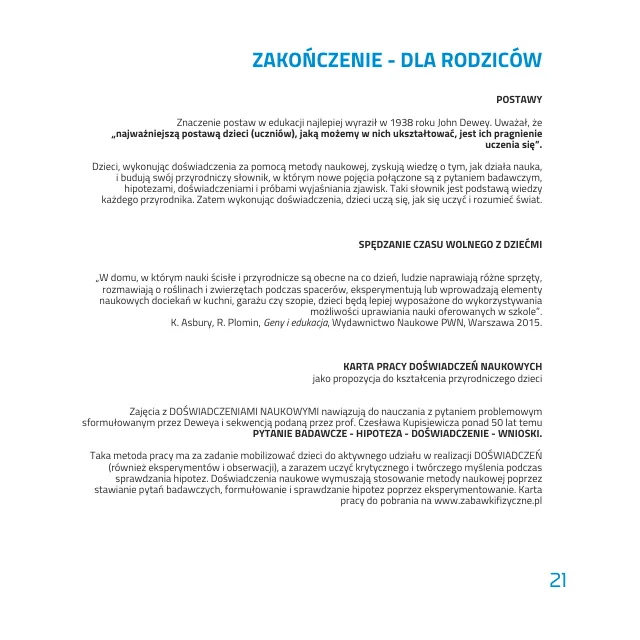 ZAKOŃCZENIE - DLA RODZICÓW
POSTAWY
Znaczenie postaw w edukacji najlepiej wyraził w 1938 roku John Dewey. Uważał, że
„najważniejszą postawą dzieci (uczniów), jaką możemy w nich ukształtować, jest ich pragnienie
uczenia się”.
Dzieci, wykonując doświadczenia za pomocą metody naukowej, zyskują wiedzę o tym, jak działa nauka,
i budują swój przyrodniczy słownik, w którym nowe pojęcia połączone są z pytaniem badawczym,
hipotezami, doświadczeniami i próbami wyjaśniania zjawisk. Taki słownik jest podstawą wiedzy
każdego przyrodnika. Zatem wykonując doświadczenia, dzieci uczą się, jak się uczyć i rozumieć świat.
SPĘDZANIE CZASU WOLNEGO Z DZIEĆMI
„W domu, w którym nauki ścisłe i przyrodnicze są obecne na co dzień, ludzie naprawiają różne sprzęty,
rozmawiają o roślinach i zwierzętach podczas spacerów, eksperymentują lub wprowadzają elementy
naukowych dociekań w kuchni, garażu czy szopie, dzieci będą lepiej wyposażone do wykorzystywania
możliwości uprawiania nauki oferowanych w szkole”.
K. Asbury, R. Plomin, Geny i edukacja, Wydawnictwo Naukowe PWN, Warszawa 2015.
KARTA PRACY DOŚWIADCZEŃ NAUKOWYCH
jako propozycja do kształcenia przyrodniczego dzieci
Zajęcia z DOŚWIADCZENIAMI NAUKOWYMI nawiązują do nauczania z pytaniem problemowym
sformułowanym przez Deweya i sekwencją podaną przez prof. Czesława Kupisiewicza ponad 50 lat temu
PYTANIE BADAWCZE - HIPOTEZA - DOŚWIADCZENIE - WNIOSKI.
Taka metoda pracy ma za zadanie mobilizować dzieci do aktywnego udziału w realizacji DOŚWIADCZEŃ
(również eksperymentów i obserwacji), a zarazem uczyć krytycznego i twórczego myślenia podczas
sprawdzania hipotez. Doświadczenia naukowe wymuszają stosowanie metody naukowej poprzez
stawianie pytań badawczych, formułowanie i sprawdzanie hipotez poprzez eksperymentowanie. Karta
pracy do pobrania na www.zabawkifizyczne.pl
21